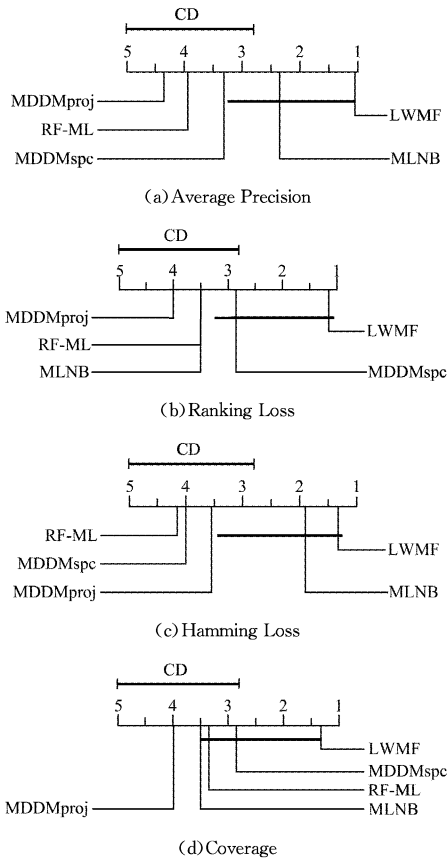 CD
5 4 3 2 1
MDDMproj
LWMF
RF-ML
MDDMspc MLNB
(a)Average Precision
CD
5 4 3 2 1
MDDMproj
LWMF
RF-ML
MLNB MDDMspc
(b)Ranking Loss
CD
5 4 3 2 1
RF-ML
LWMF
MDDMspc
MDDMproj MLNB
(c)Hamming Loss
CD
5 4 3 2 1
LWMF
MDDMspc
RF-ML
MDDMproj MLNB
(d)Coverage